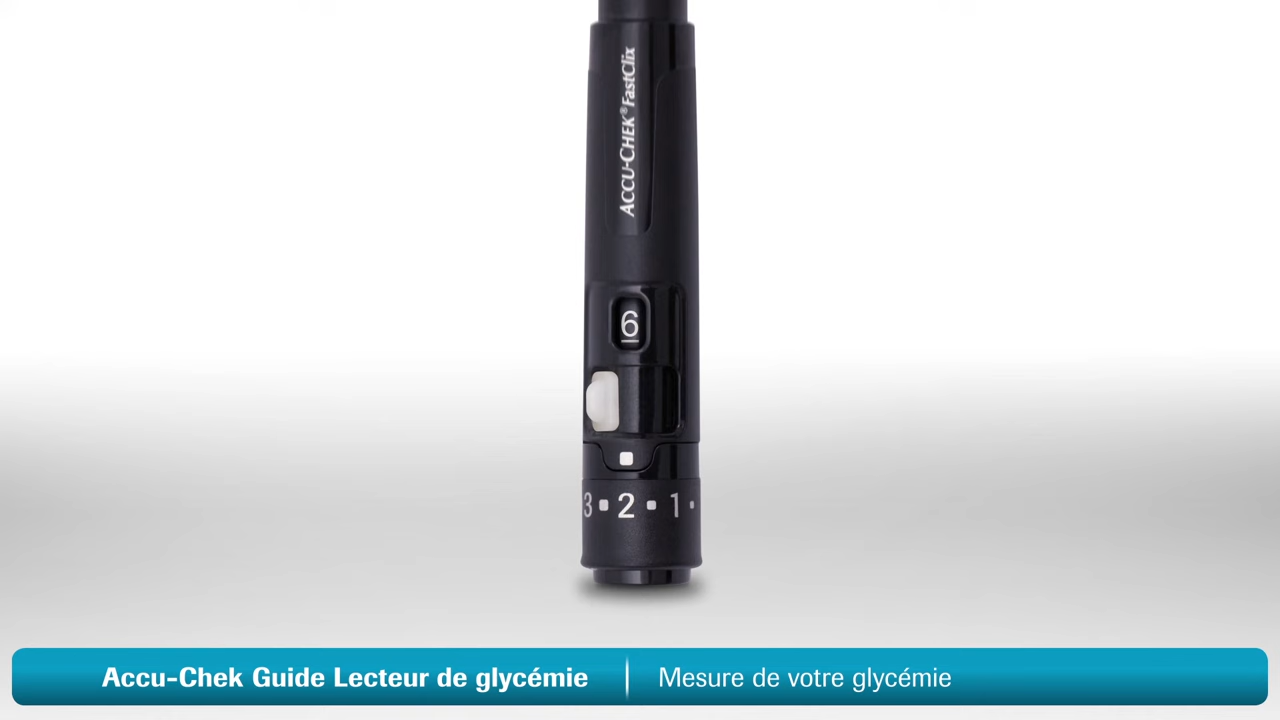 ACCU-CHEK® FastClix
6
3 2 1
Accu-Chek Guide Lecteur de glycémie
Mesure de votre glycémie